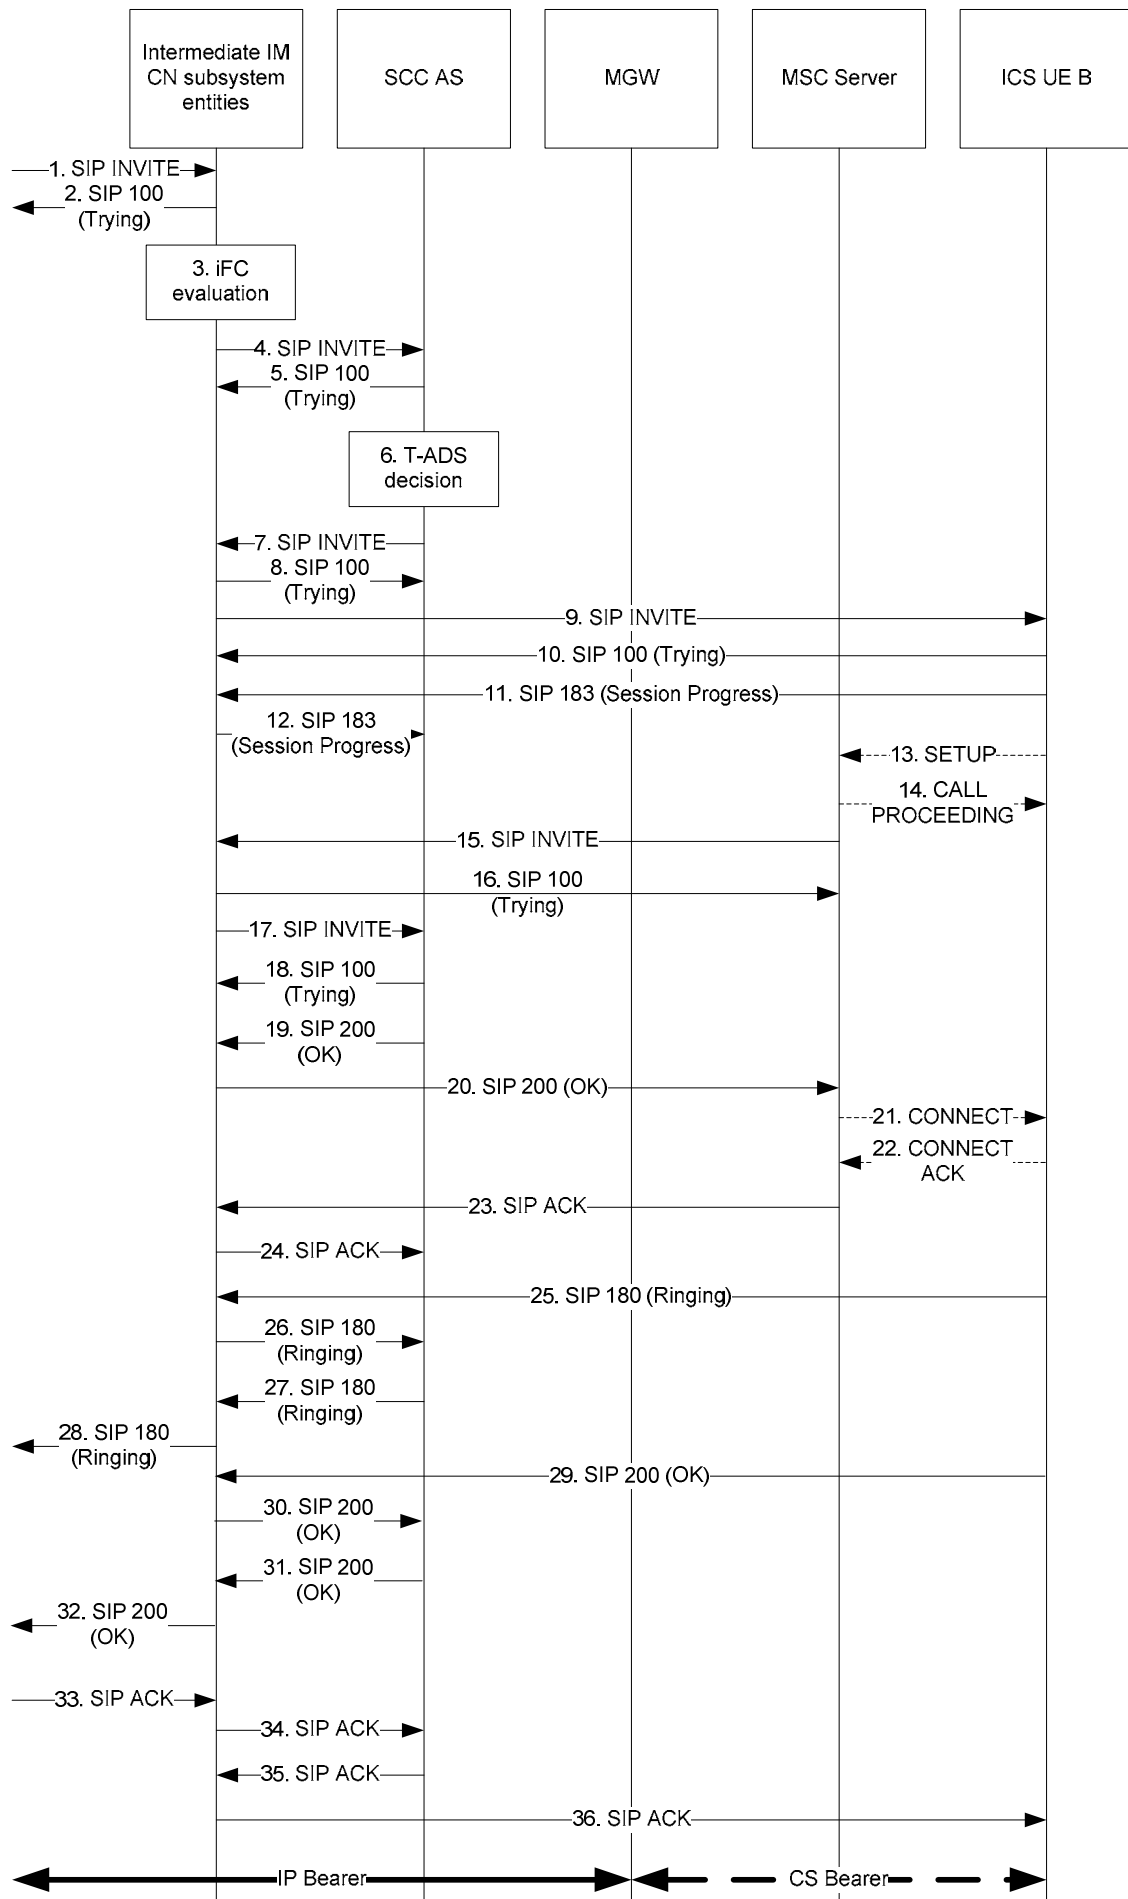 Intermediate IM
CN subsystem
entities
SCC AS
MGW
MSC Server
ICS UE B
1. SIP INVITE
2. SIP 100
(Trying)
3. iFC
evaluation
4. SIP INVITE
5. SIP 100
(Trying)
6. T-ADS
decision
7. SIP INVITE
8. SIP 100
(Trying)
9. SIP INVITE
10. SIP 100 (Trying)
11. SIP 183 (Session Progress)
12. SIP 183
(Session Progress)
13. SETUP
14. CALL
PROCEEDING
15. SIP INVITE
16. SIP 100
(Trying)
17. SIP INVITE
18. SIP 100
(Trying)
19. SIP 200
(OK)
20. SIP 200 (OK)
21. CONNECT
22. CONNECT
ACK
23. SIP ACK
24. SIP ACK
25. SIP 180 (Ringing)
26. SIP 180
(Ringing)
27. SIP 180
(Ringing)
28. SIP 180
(Ringing)
29. SIP 200 (OK)
30. SIP 200
(OK)
31. SIP 200
(OK)
32. SIP 200
(OK)
33. SIP ACK
34. SIP ACK
35. SIP ACK
36. SIP ACK
IP Bearer
CS Bearer